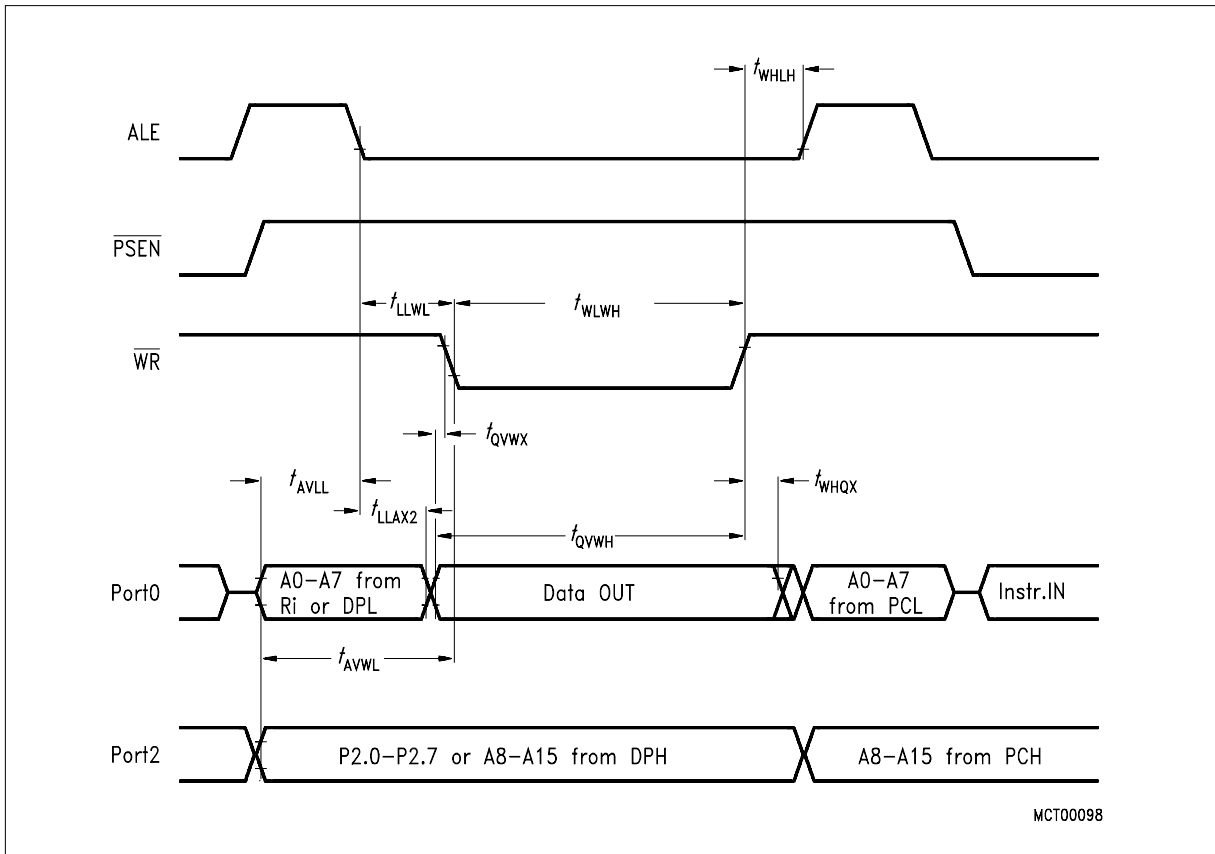 tWHLH
ALE
PSEN
tLLWL
tWLWH
WR
tQVWX
tAVLL
tWHQX
tLLAX2
tQVWH
Port0
A0-A7 from
Ri or DPL
Data OUT
A0-A7
from PCL
Instr.IN
tAVWL
Port2
P2.0-P2.7 or A8-A15 from DPH
A8-A15 from PCH
MCT00098